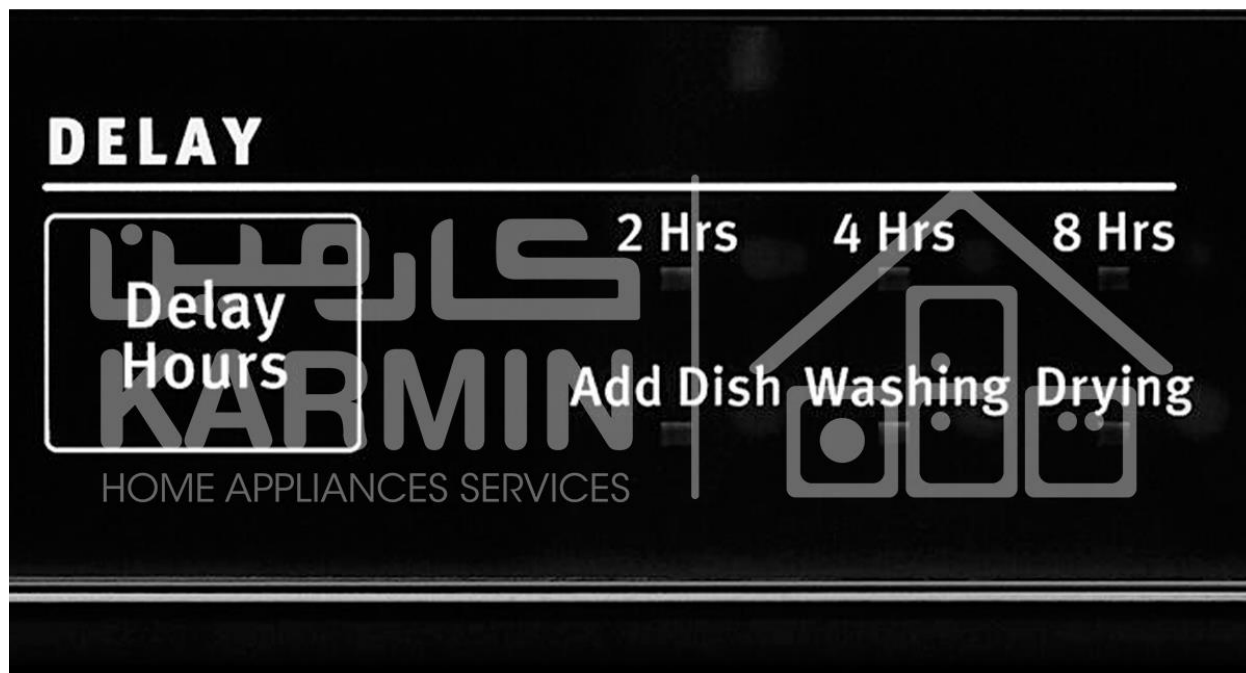 DELAY
Delay
Hours
2 Hrs 4 Hrs 8 Hrs
Add Dish Washing Drying
کارمین
KARMIN
HOME APPLIANCES SERVICES